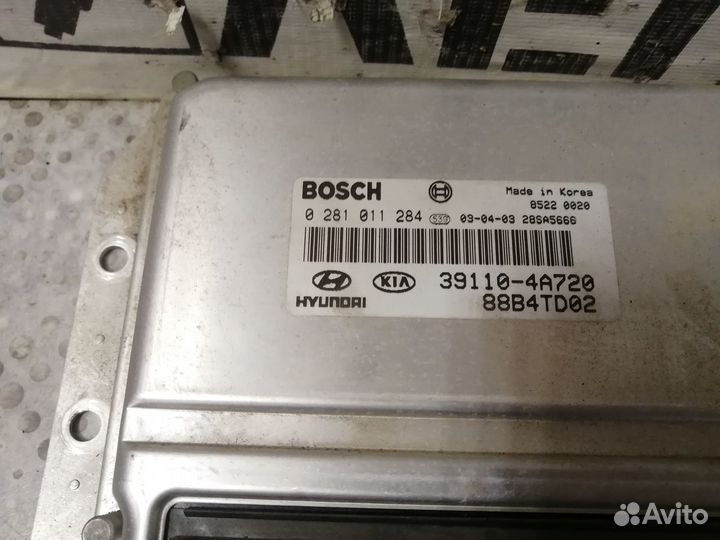 BOSCH
Made in Korea
8522 0020
0 281 011 284 03-04-03 28SA5666
HYUNDAI
KIA
39110-4A720
88B4TD02
Avito